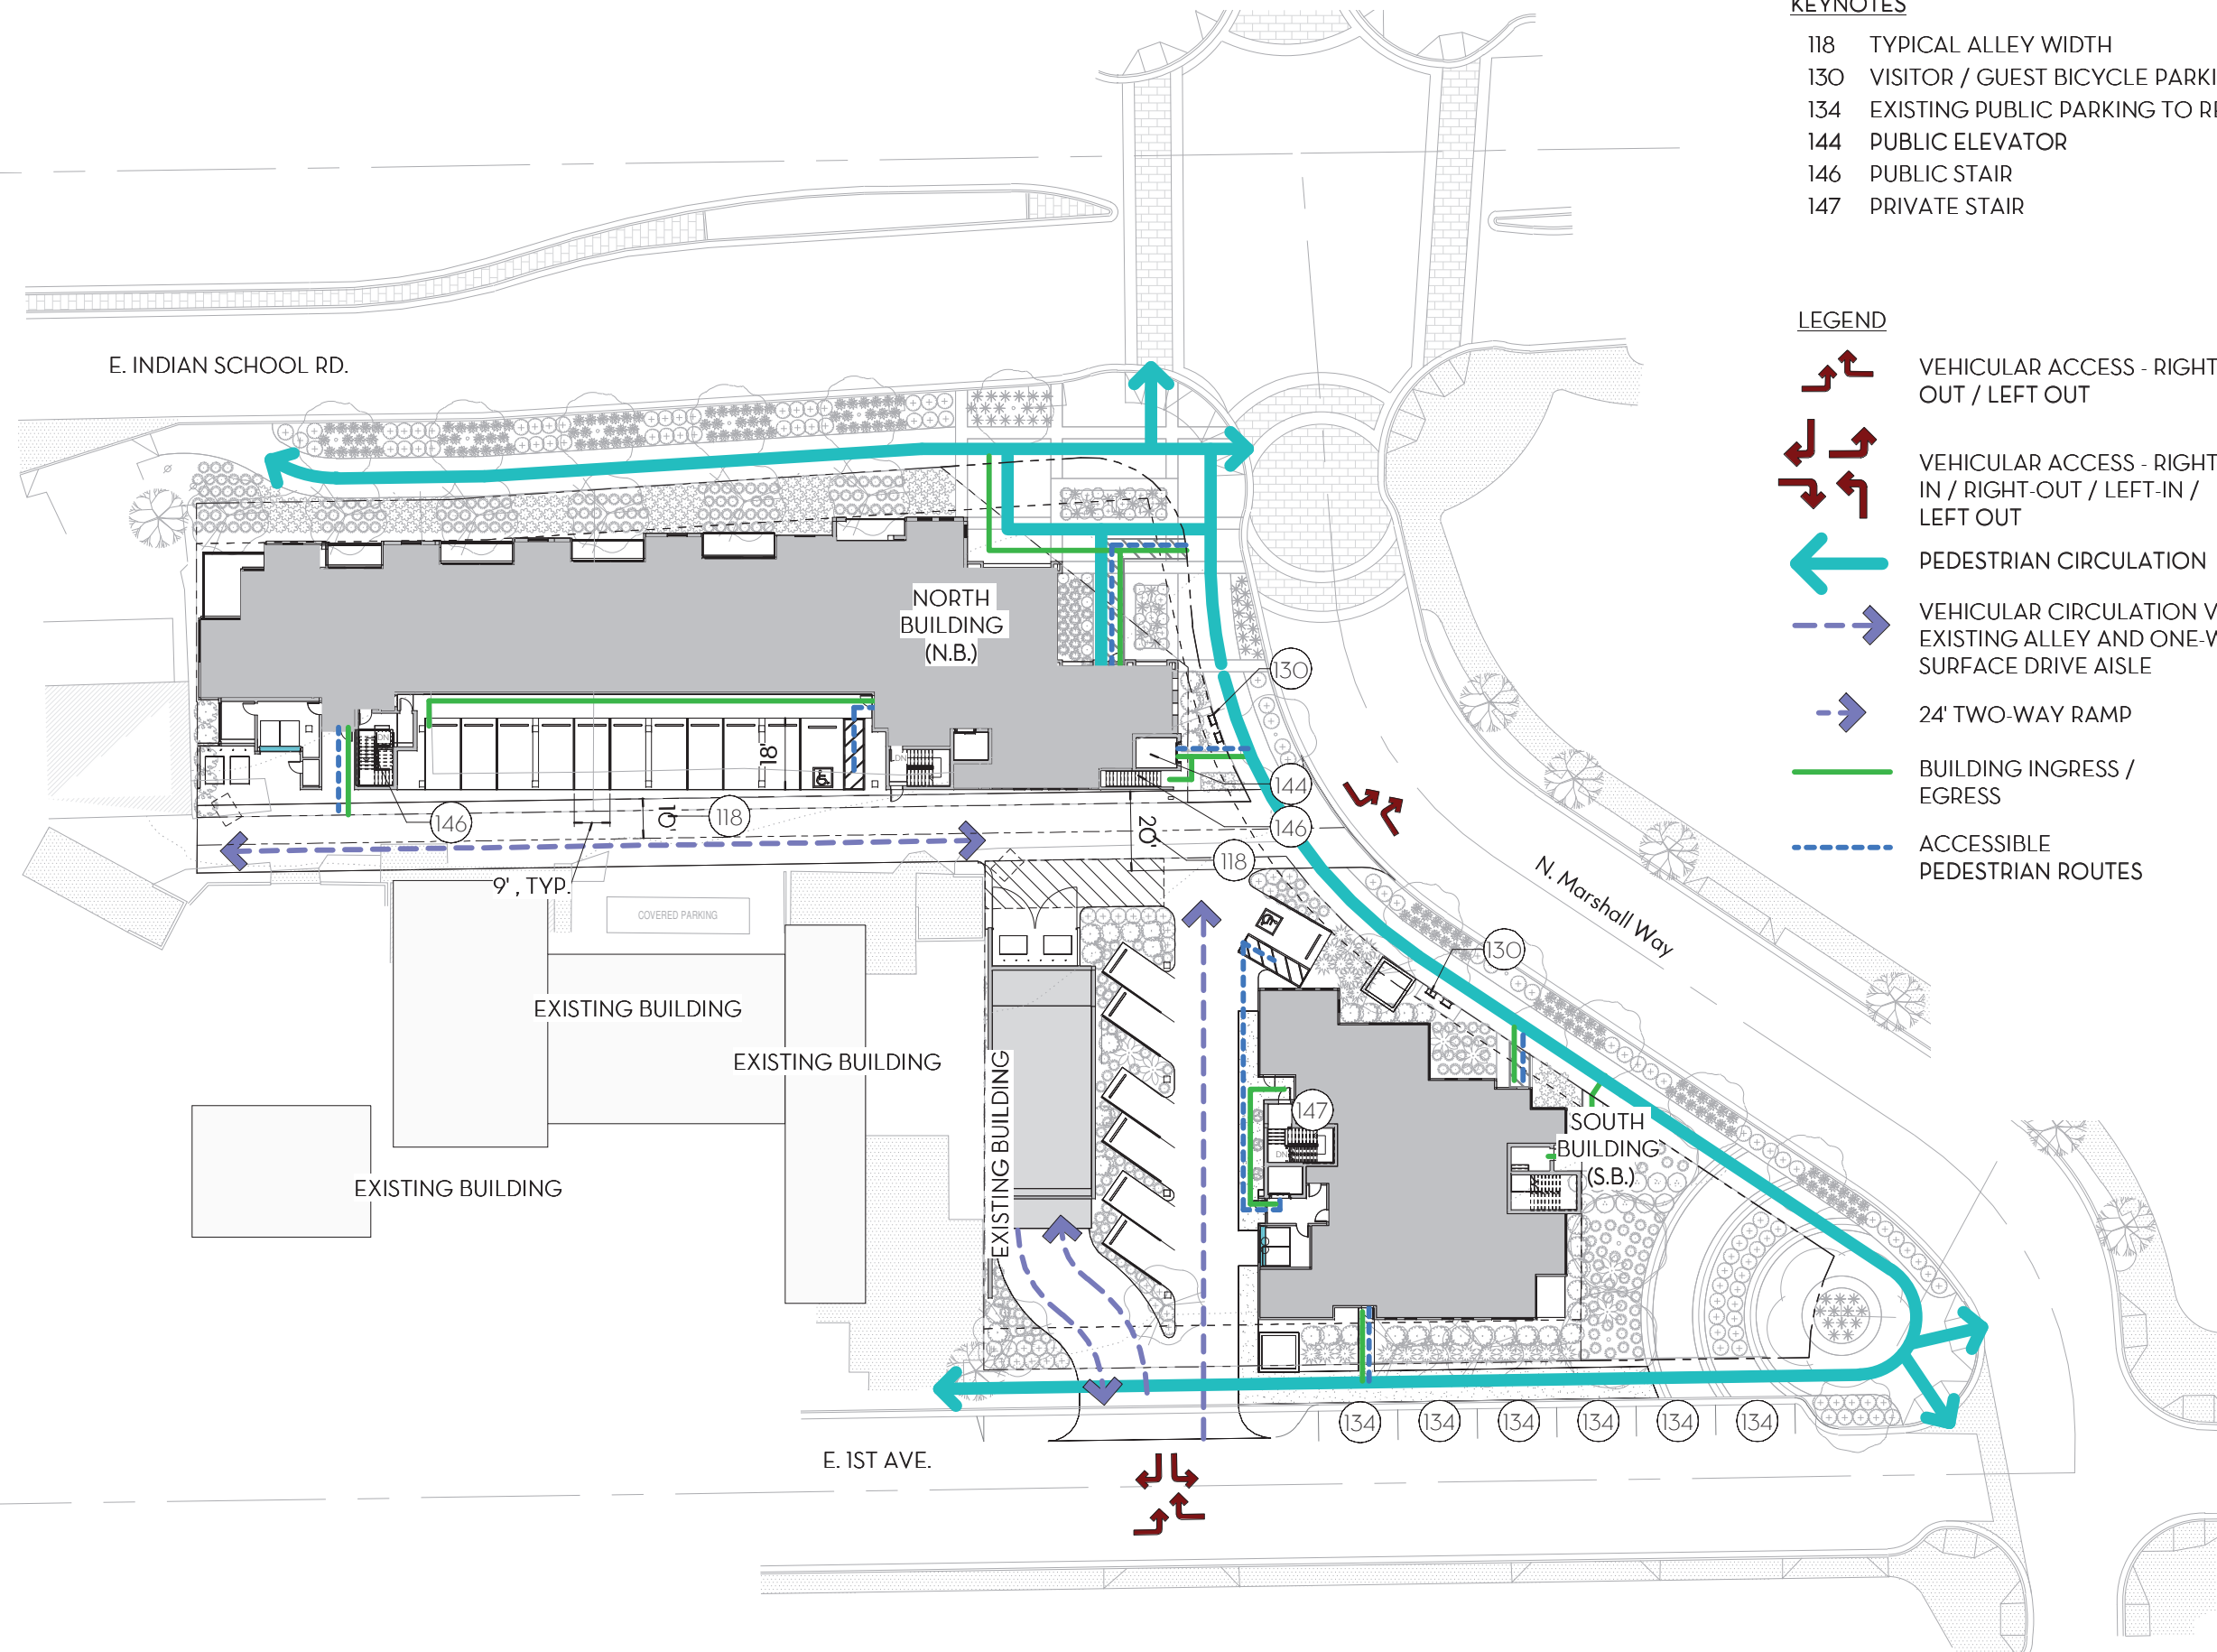 KEYNOTES
118 TYPICAL ALLEY WIDTH
130 VISITOR / GUEST BICYCLE PARKI
134 EXISTING PUBLIC PARKING TO RE
144 PUBLIC ELEVATOR
146 PUBLIC STAIR
147 PRIVATE STAIR
LEGEND
VEHICULAR ACCESS - RIGHT
OUT / LEFT OUT
VEHICULAR ACCESS - RIGHT
IN / RIGHT-OUT / LEFT-IN /
LEFT OUT
PEDESTRIAN CIRCULATION
VEHICULAR CIRCULATION V
EXISTING ALLEY AND ONE-W
SURFACE DRIVE AISLE
24' TWO-WAY RAMP
BUILDING INGRESS /
EGRESS
ACCESSIBLE
PEDESTRIAN ROUTES
E. INDIAN SCHOOL RD.
NORTH
BUILDING
(N.B.)
130
DN
18'
DN
144
146
10'
118
20'
146
118
9', TYP.
COVERED PARKING
N. Marshall Way
130
EXISTING BUILDING
EXISTING BUILDING
EXISTING BUILDING
EXISTING BUILDING
147
DN
SOUTH
BUILDING
(S.B.)
134
134
134
134
134
134
E. 1ST AVE.